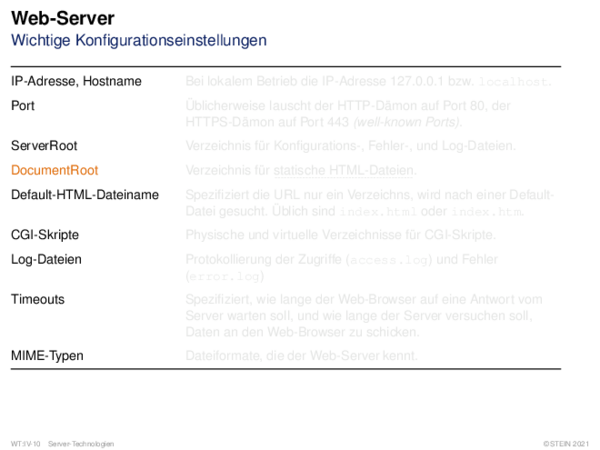 Web-Server
Wichtige Konfigurationseinstellungen
IP-Adresse, Hostname Bei lokalem Betrieb die IP-Adresse 127.0.0.1 bzw. localhost.
Port Üblicherweise lauscht der HTTP-Dämon auf Port 80, der
HTTPS-Dämon auf Port 443 (well-known Ports).
ServerRoot Verzeichnis für Konfigurations-, Fehler-, und Log-Dateien.
DocumentRoot Verzeichnis für statische HTML-Dateien.
Default-HTML-Dateiname Spezifiziert die URL nur ein Verzeichns, wird nach einer Default-
Datei gesucht. Üblich sind index.html oder index.htm.
CGI-Skripte Physische und virtuelle Verzeichnisse für CGI-Skripte.
Log-Dateien Protokollierung der Zugriffe (access.log) und Fehler
(error.log)
Timeouts Spezifiziert, wie lange der Web-Browser auf eine Antwort vom
Server warten soll, und wie lange der Server versuchen soll,
Daten an den Web-Browser zu schicken.
MIME-Typen Dateiformate, die der Web-Server kennt.
WT:IV-10 Server-Technologien ©STEIN 2021